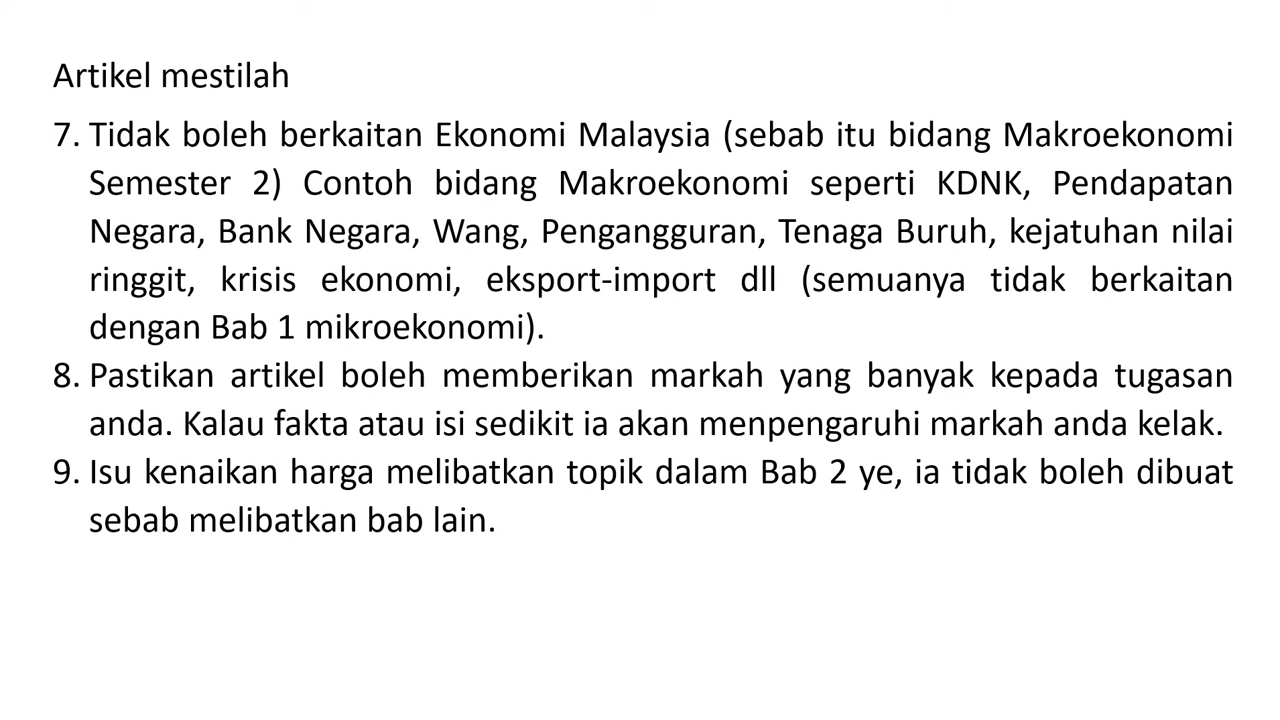 Artikel mestilah
7. Tidak boleh berkaitan Ekonomi Malaysia (sebab itu bidang Makroekonomi
Semester 2) Contoh bidang Makroekonomi seperti KDNK, Pendapatan
Negara, Bank Negara, Wang, Pengangguran, Tenaga Buruh, kejatuhan nilai
ringgit, krisis ekonomi, eksport-import dll (semuanya tidak berkaitan
dengan Bab 1 mikroekonomi).
8. Pastikan artikel boleh memberikan markah yang banyak kepada tugasan
anda. Kalau fakta atau isi sedikit ia akan menpengaruhi markah anda kelak.
9. Isu kenaikan harga melibatkan topik dalam Bab 2 ye, ia tidak boleh dibuat
sebab melibatkan bab lain.